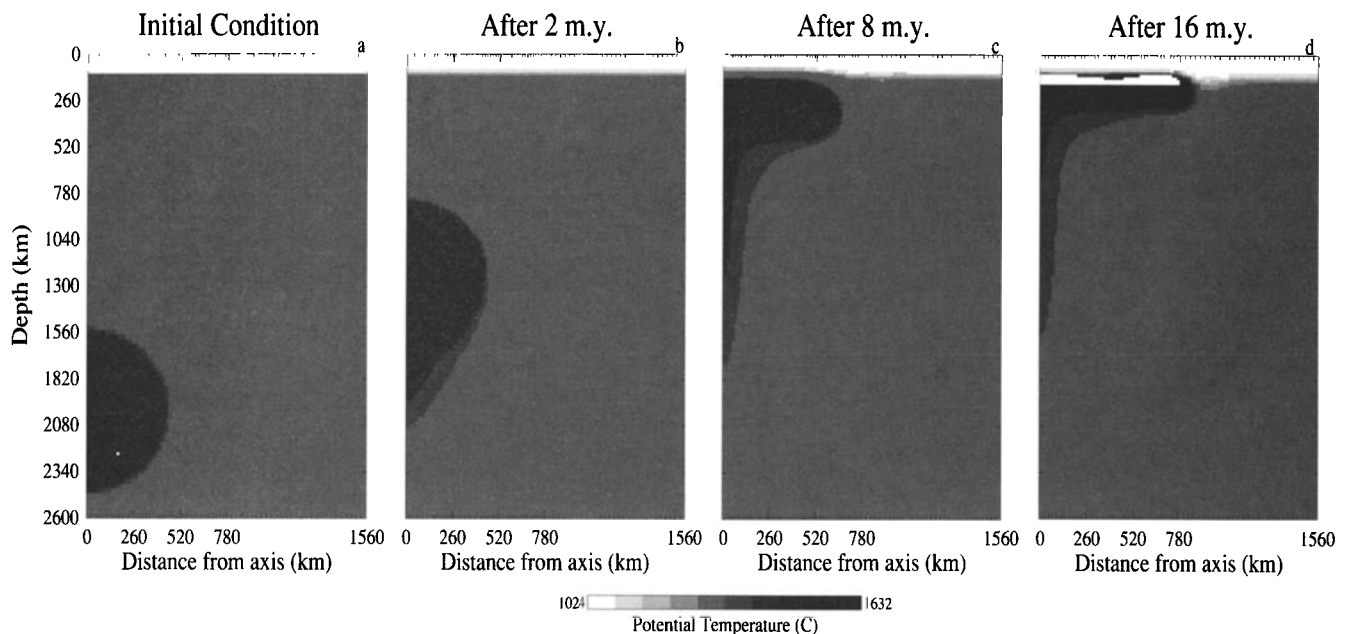 Initial Condition
After 2 m.y.
After 8 m.y.
After 16 m.y.
a
b
c
d
Depth (km)
0
260
520
780
1040
1300
1560
1820
2080
2340
2600
0 260 520 780 1560
0 260 520 780 1560
0 260 520 780 1560
0 260 520 780 1560
Distance from axis (km)
Distance from axis (km)
Distance from axis (km)
Distance from axis (km)
1024 1632
Potential Temperature (C)